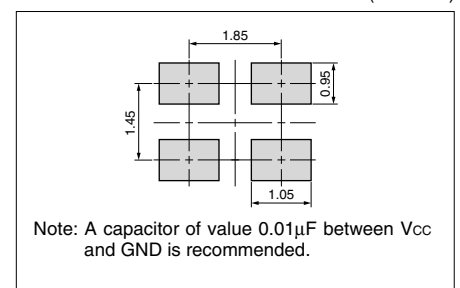 1.85
0.95
1.45
1.05
Note: A capacitor of value 0.01μF between Vcc
and GND is recommended.